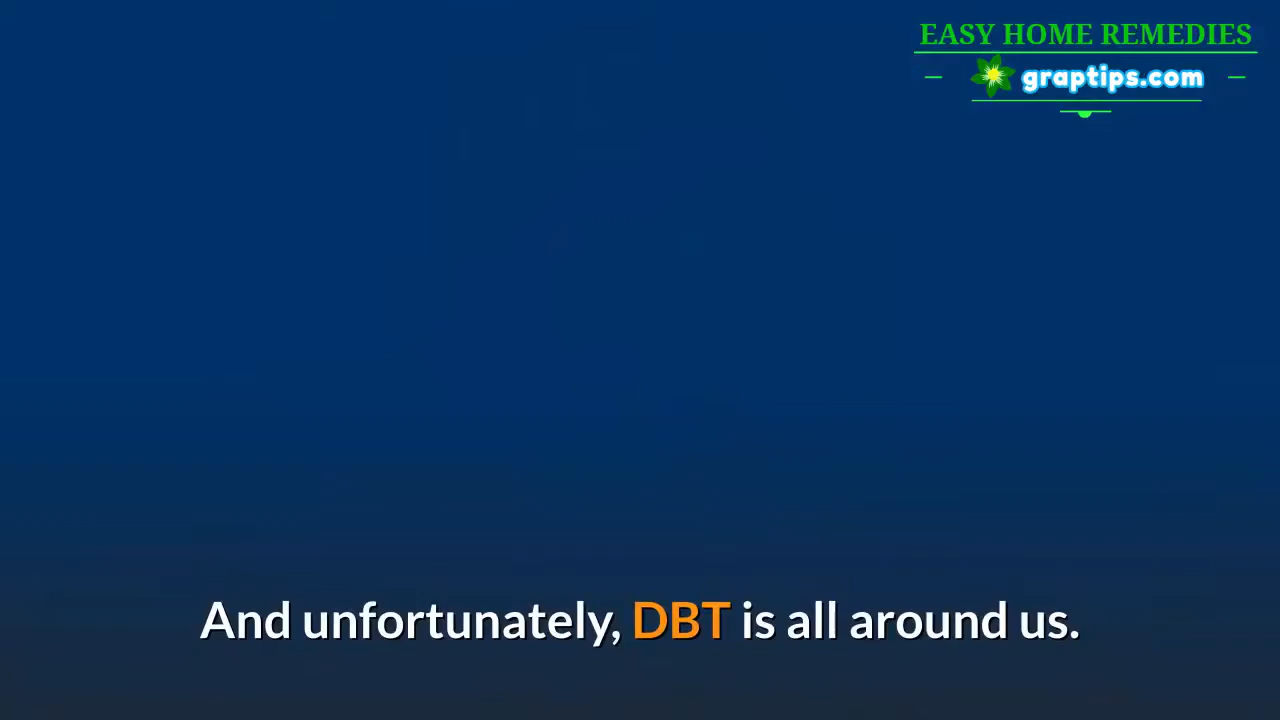 EASY HOME REMEDIES
graptips.com
And unfortunately, DBT is all around us.